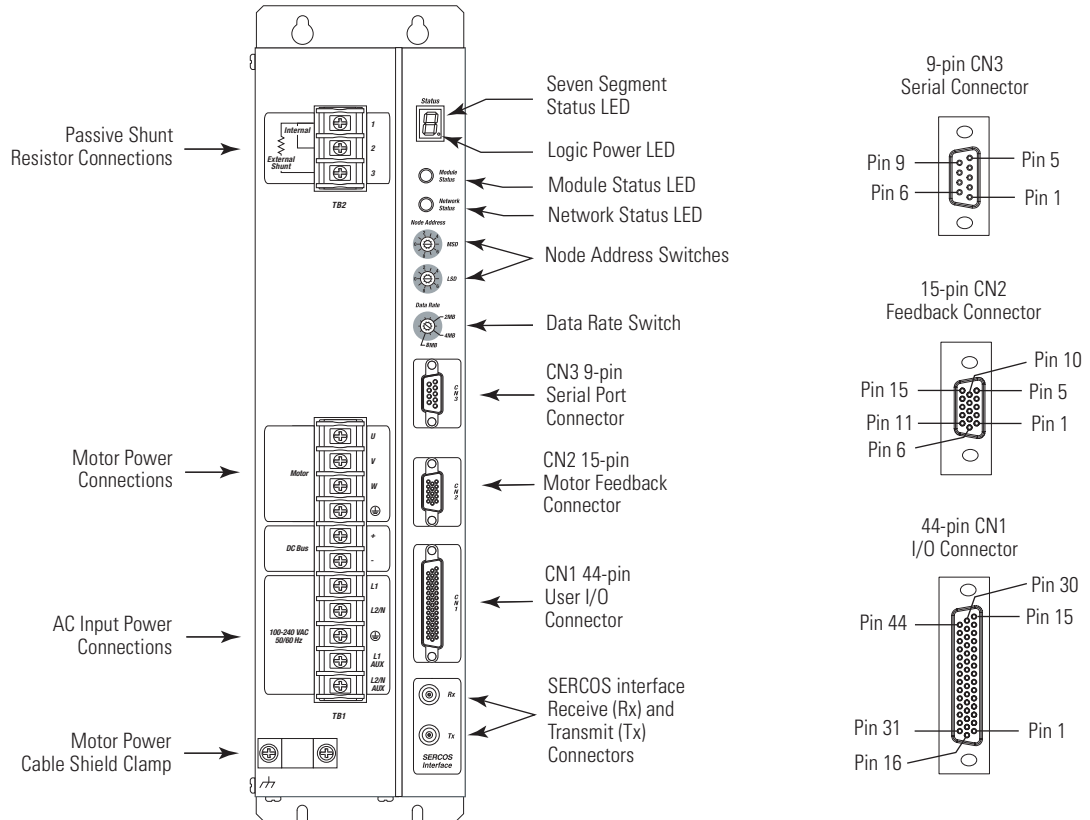 Passive Shunt
Resistor Connections
Motor Power
Connections
AC Input Power
Connections
Motor Power
Cable Shield Clamp
Internal
External
Shunt
1
2
3
TB2
Motor
U
V
W
DC Bus
+
-
100-240 VAC
50/60 Hz
L1
L2/N
L1
AUX
L2/N
AUX
TB1
Status
8.
Module
Status
Network
Status
Node Address
MSD
LSD
Data Rate
2MB
4MB
8MB
CN3
CN2
CN1
Rx
Tx
SERCOS
Interface
Seven Segment
Status LED
Logic Power LED
Module Status LED
Network Status LED
Node Address Switches
Data Rate Switch
CN3 9-pin
Serial Port
Connector
CN2 15-pin
Motor Feedback
Connector
CN1 44-pin
User I/O
Connector
SERCOS interface
Receive (Rx) and
Transmit (Tx)
Connectors
9-pin CN3
Serial Connector
Pin 9
Pin 5
Pin 6
Pin 1
15-pin CN2
Feedback Connector
Pin 10
Pin 15
Pin 5
Pin 11
Pin 1
Pin 6
44-pin CN1
I/O Connector
Pin 30
Pin 44
Pin 15
Pin 31
Pin 1
Pin 16